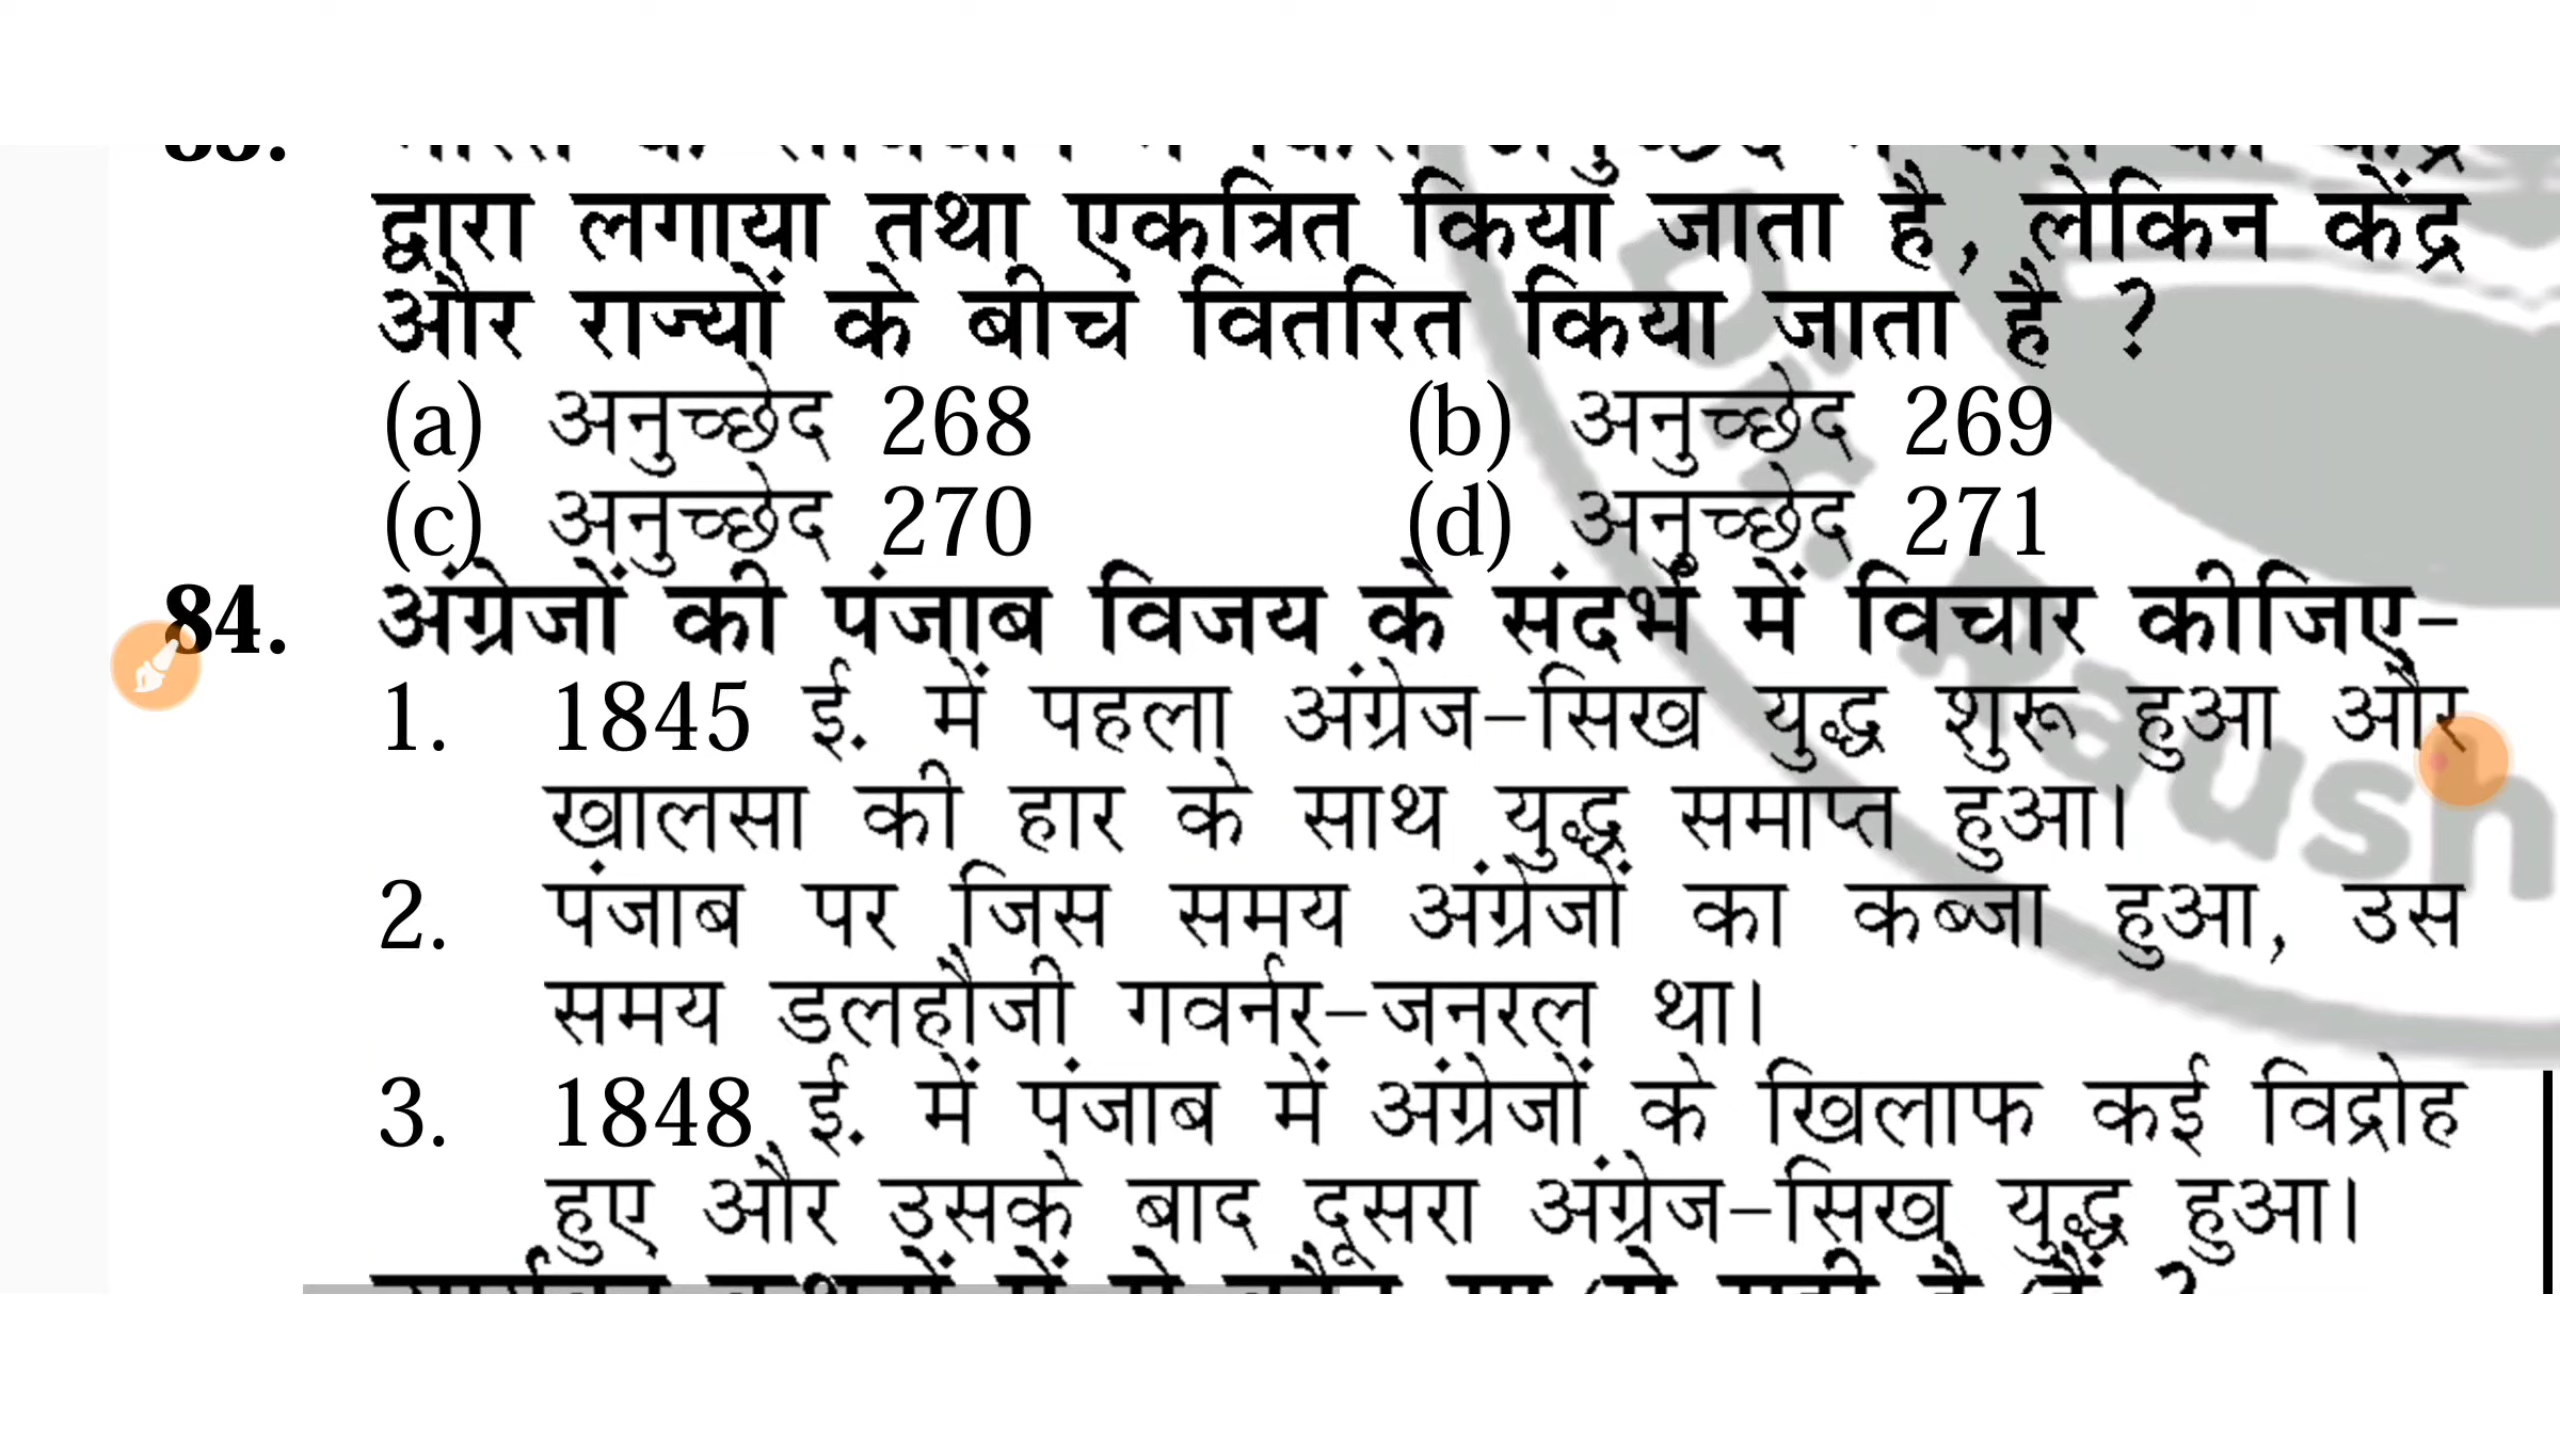 द्वारा लगाया तथा एकत्रित किया जाता है, लेकिन केंद्र
और राज्यों के बीच वितरित किया जाता है ?
(a) अनुच्छेद 268 (b) अनुच्छेद 269
(c) अनुच्छेद 270 (d) अनुच्छेद 271
84. अंग्रेजों की पंजाब विजय के संदर्भ में विचार कीजिए–
1. 1845 ई. में पहला अंग्रेज–सिख युद्ध शुरू हुआ और
खालसा की हार के साथ युद्ध समाप्त हुआ।
2. पंजाब पर जिस समय अंग्रेजों का कब्जा हुआ, उस
समय डलहौजी गवर्नर–जनरल था।
3. 1848 ई. में पंजाब में अंग्रेजों के खिलाफ कई विद्रोह
हुए और उसके बाद दूसरा अंग्रेज–सिख युद्ध हुआ।